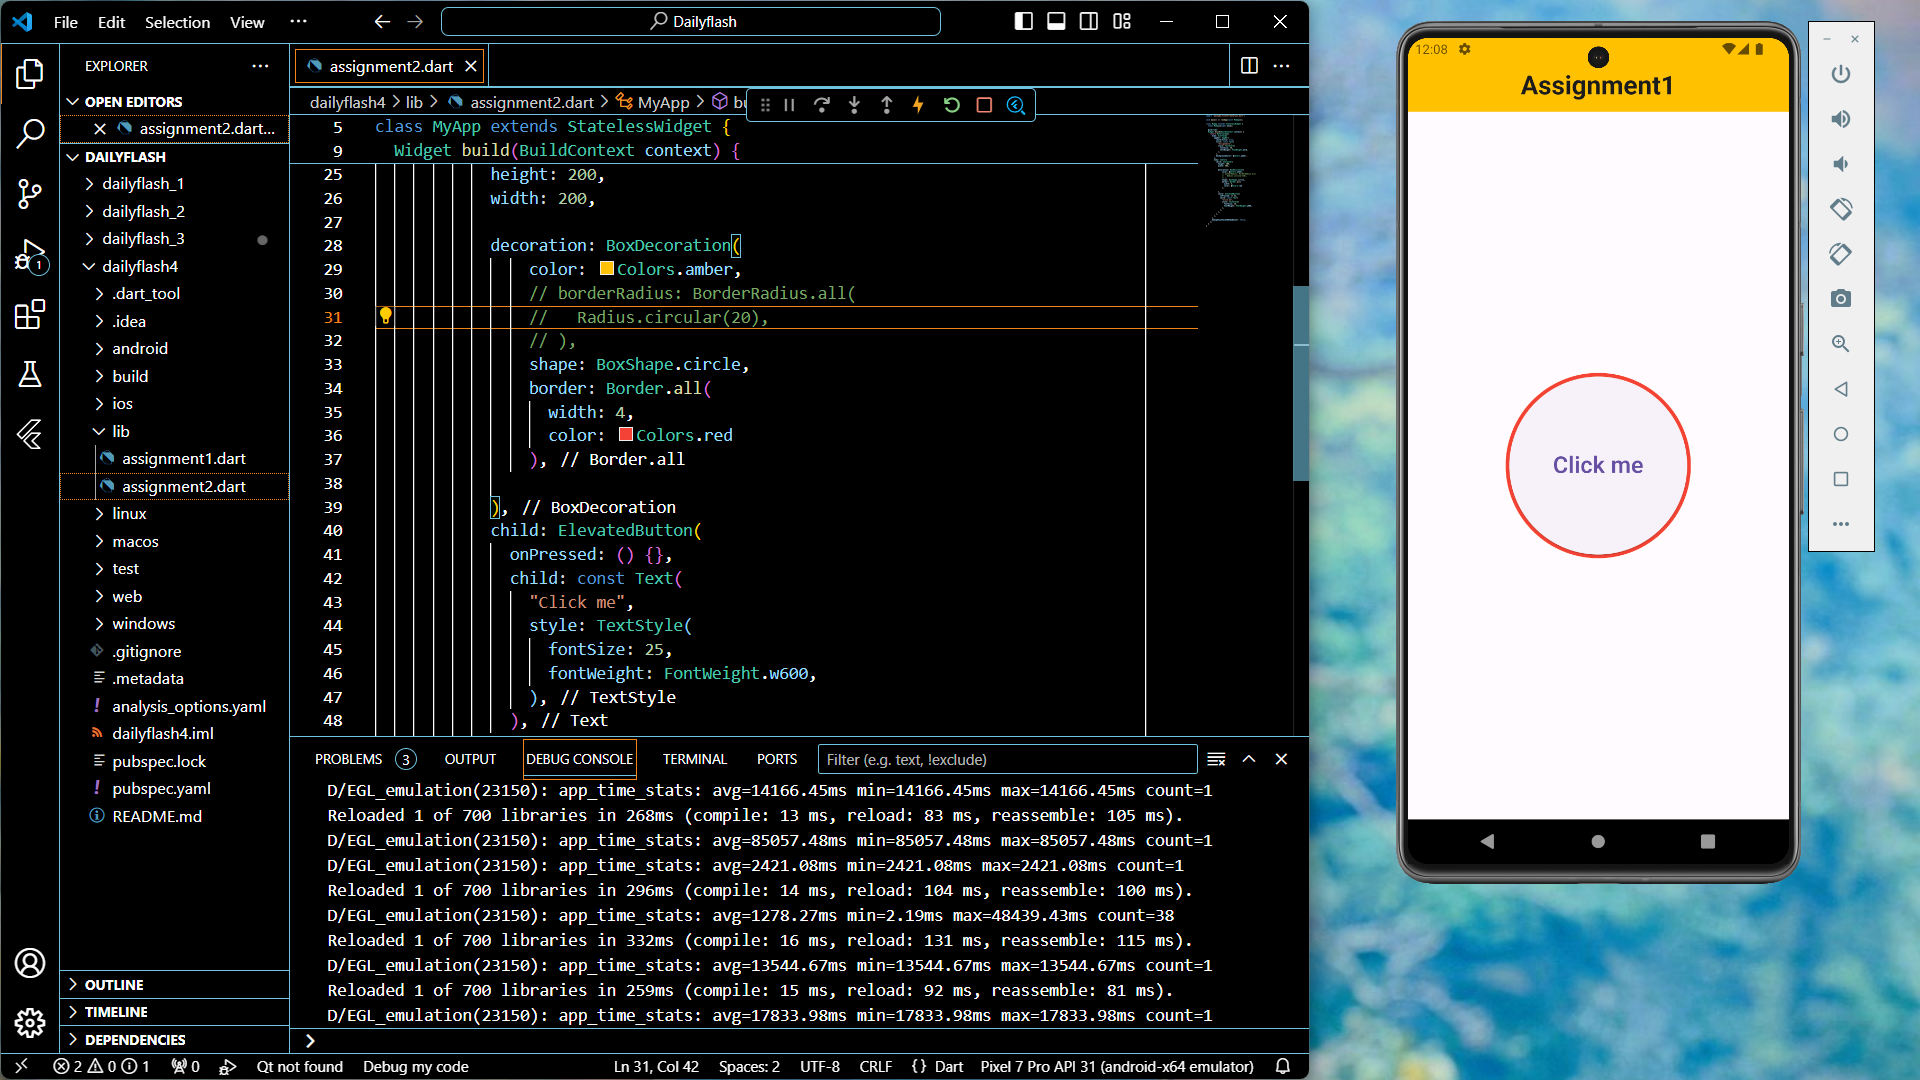 File Edit Selection View ··· Dailyflash
EXPLORER ···
OPEN EDITORS
assignment2.dart...
DAILYFLASH
dailyflash_1
dailyflash_2
dailyflash_3
dailyflash4
.dart_tool
.idea
android
build
ios
lib
assignment1.dart
assignment2.dart
linux
macos
test
web
windows
.gitignore
.metadata
analysis_options.yaml
dailyflash4.iml
pubspec.lock
pubspec.yaml
README.md
OUTLINE
TIMELINE
DEPENDENCIES
1
assignment2.dart
dailyflash4 > lib > assignment2.dart > MyApp > bu
5 class MyApp extends StatelessWidget {
9 Widget build(BuildContext context) {
25 height: 200,
26 width: 200,
27
28 decoration: BoxDecoration(
29 color: Colors.amber,
30 // borderRadius: BorderRadius.all(
31 //   Radius.circular(20),
32 // ),
33 shape: BoxShape.circle,
34 border: Border.all(
35 width: 4,
36 color: Colors.red
37 ), // Border.all
38
39 ), // BoxDecoration
40 child: ElevatedButton(
41 onPressed: () {},
42 child: const Text(
43 "Click me",
44 style: TextStyle(
45 fontSize: 25,
46 fontWeight: FontWeight.w600,
47 ), // TextStyle
48 ), // Text
PROBLEMS 3 OUTPUT DEBUG CONSOLE TERMINAL PORTS Filter (e.g. text, !exclude)
D/EGL_emulation(23150): app_time_stats: avg=14166.45ms min=14166.45ms max=14166.45ms count=1
Reloaded 1 of 700 libraries in 268ms (compile: 13 ms, reload: 83 ms, reassemble: 105 ms).
D/EGL_emulation(23150): app_time_stats: avg=85057.48ms min=85057.48ms max=85057.48ms count=1
D/EGL_emulation(23150): app_time_stats: avg=2421.08ms min=2421.08ms max=2421.08ms count=1
Reloaded 1 of 700 libraries in 296ms (compile: 14 ms, reload: 104 ms, reassemble: 100 ms).
D/EGL_emulation(23150): app_time_stats: avg=1278.27ms min=2.19ms max=48439.43ms count=38
Reloaded 1 of 700 libraries in 332ms (compile: 16 ms, reload: 131 ms, reassemble: 115 ms).
D/EGL_emulation(23150): app_time_stats: avg=13544.67ms min=13544.67ms max=13544.67ms count=1
Reloaded 1 of 700 libraries in 259ms (compile: 15 ms, reload: 92 ms, reassemble: 81 ms).
D/EGL_emulation(23150): app_time_stats: avg=17833.98ms min=17833.98ms max=17833.98ms count=1
>
2 0 1 0 Qt not found Debug my code Ln 31, Col 42 Spaces: 2 UTF-8 CRLF {} Dart Pixel 7 Pro API 31 (android-x64 emulator)
12:08
Assignment1
Click me